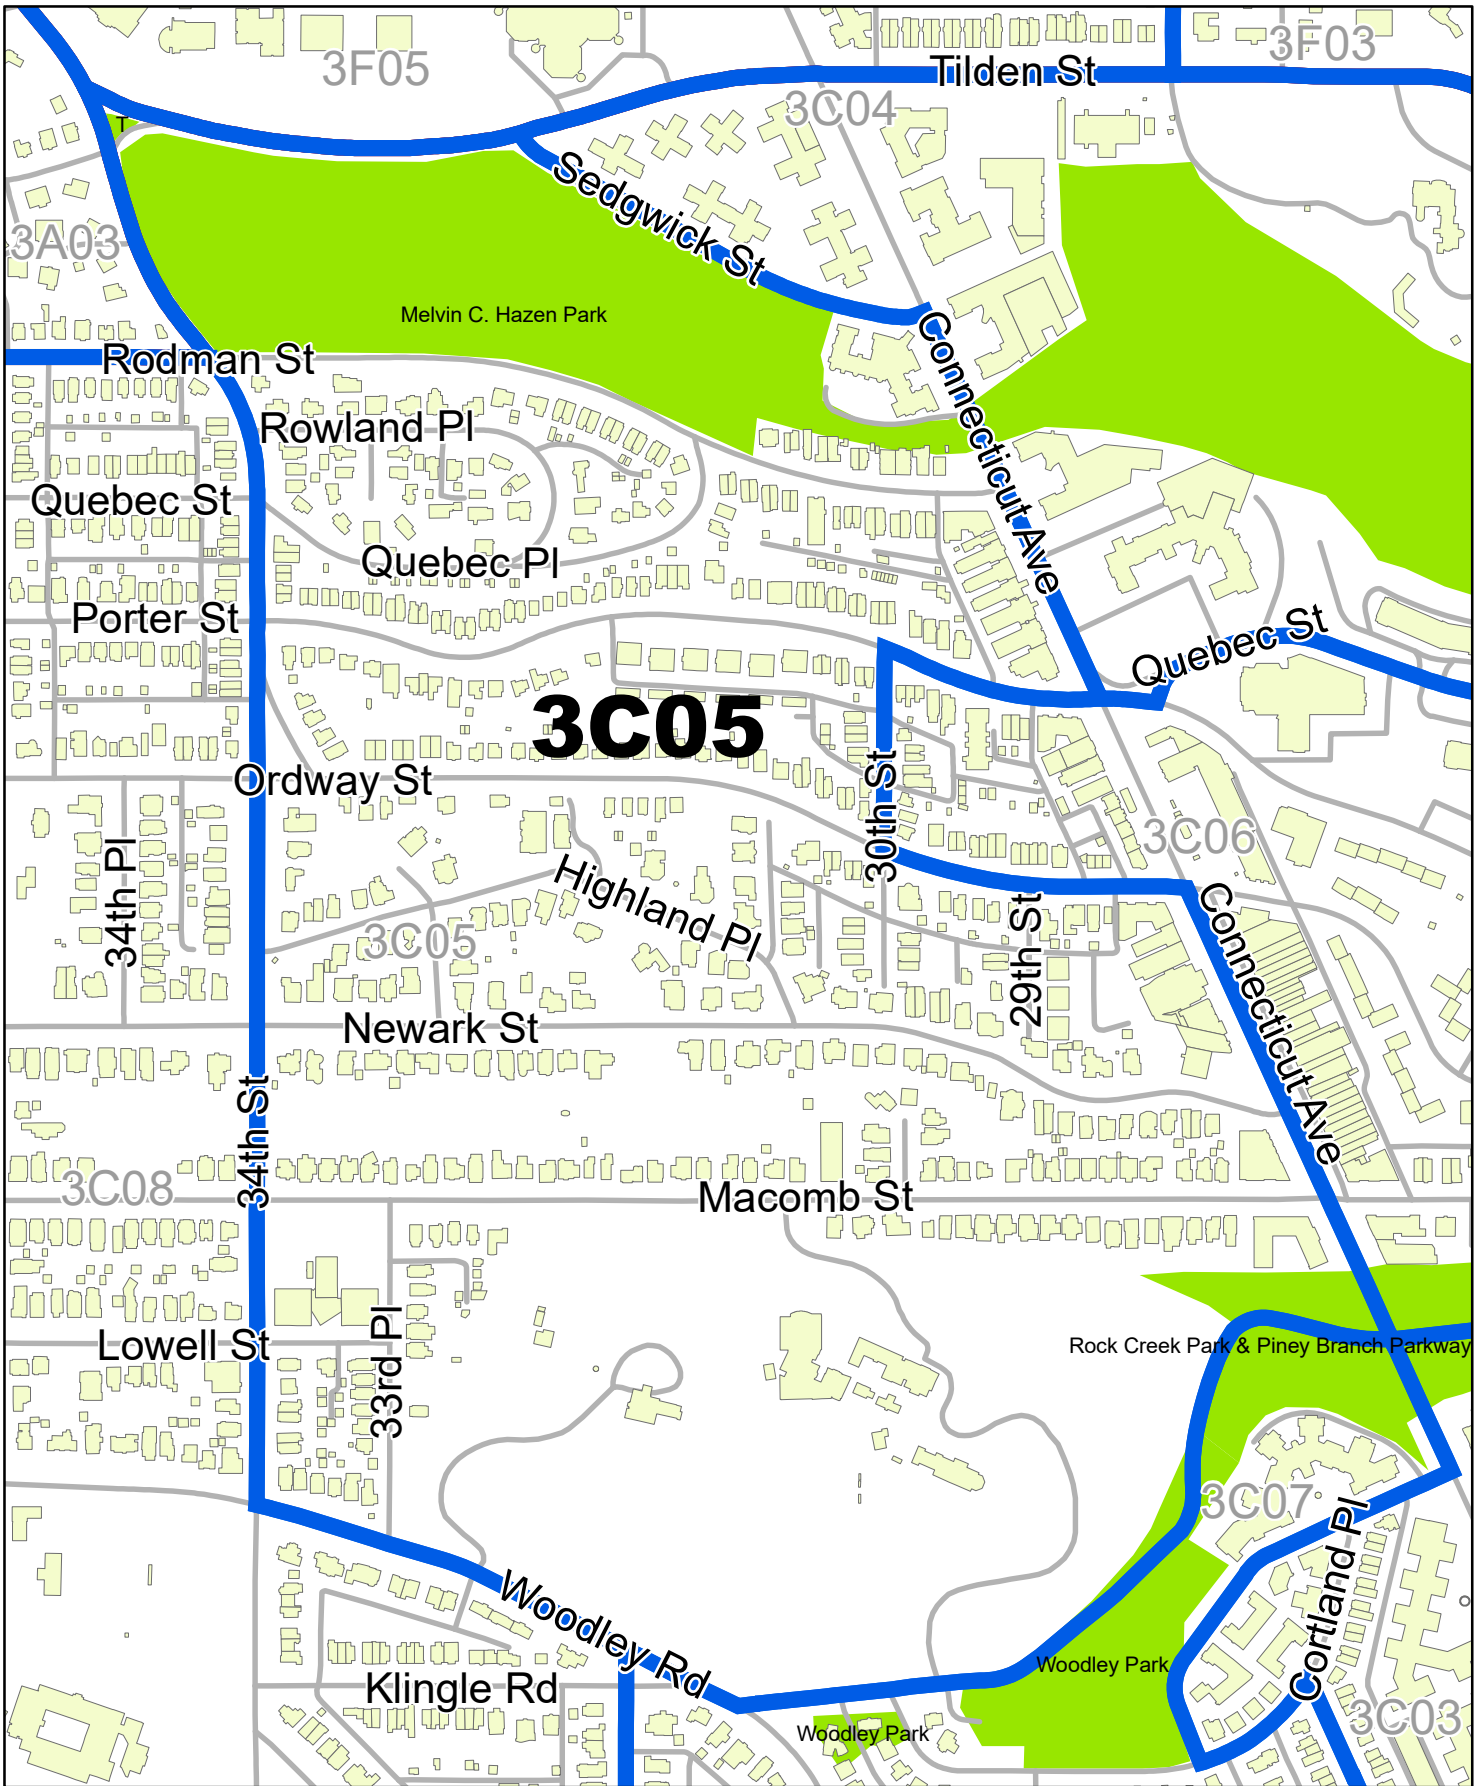 3F05
3F03
Tilden St
3C04
T
Sedgwick St
3A03
Melvin C. Hazen Park
Connecticut Ave
Rodman St
Rowland Pl
Quebec St
Quebec Pl
Porter St
Quebec St
3C05
Ordway St
30th St
3C06
34th Pl
Highland Pl
3C05
29th St
Connecticut Ave
Newark St
34th St
3C08
Macomb St
Lowell St
33rd Pl
Rock Creek Park & Piney Branch Parkway
3C07
Cortland Pl
Woodley Rd
Woodley Park
Klingle Rd
Woodley Park
3C03